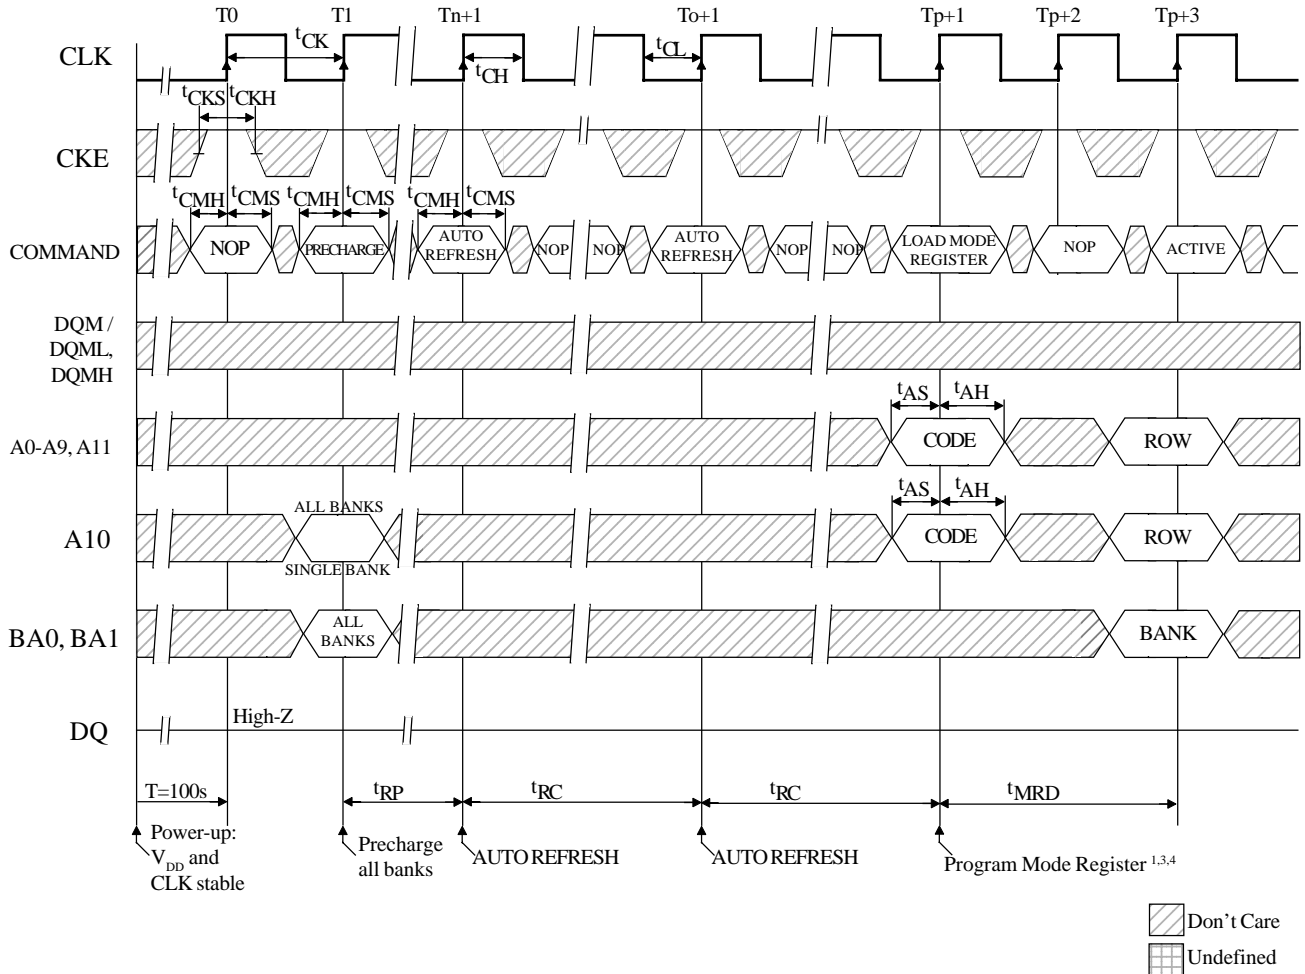 T0 T1 Tn+1 To+1 Tp+1 Tp+2 Tp+3
CLK tCK tCH tCL
tCKS tCKH
CKE
tCMH tCMS tCMH tCMS tCMH tCMS
COMMAND NOP PRECHARGE AUTO REFRESH NOP NOP AUTO REFRESH NOP NOP LOAD MODE REGISTER NOP ACTIVE
DQM /
DQML,
DQMH
tAS tAH
A0-A9, A11 CODE ROW
ALL BANKS tAS tAH
A10 CODE ROW
SINGLE BANK
BA0, BA1 ALL BANKS BANK
High-Z
DQ
T=100s tRP tRC tRC tMRD
Power-up:
VDD and
CLK stable
Precharge
all banks
AUTO REFRESH
AUTO REFRESH
Program Mode Register 1,3,4
Don't Care
Undefined